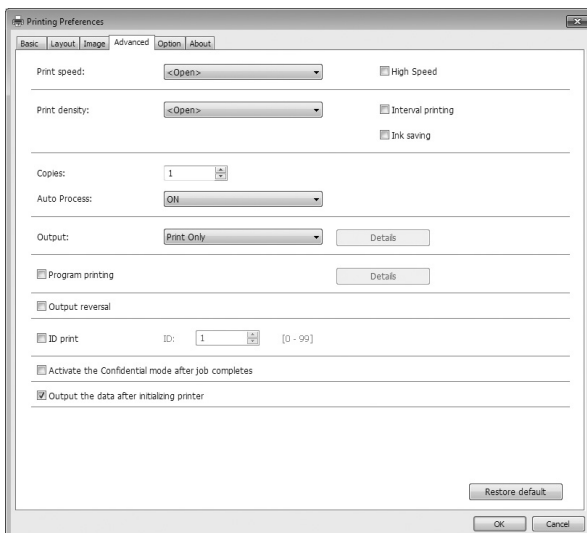 Printing Preferences
Basic Layout Image Advanced Option About
Print speed: <Open> High Speed
Print density: <Open> Interval printing
Ink saving
Copies: 1
Auto Process: ON
Output: Print Only Details
Program printing Details
Output reversal
ID print ID: 1 [0 - 99]
Activate the Confidential mode after job completes
Output the data after initializing printer
Restore default
OK Cancel